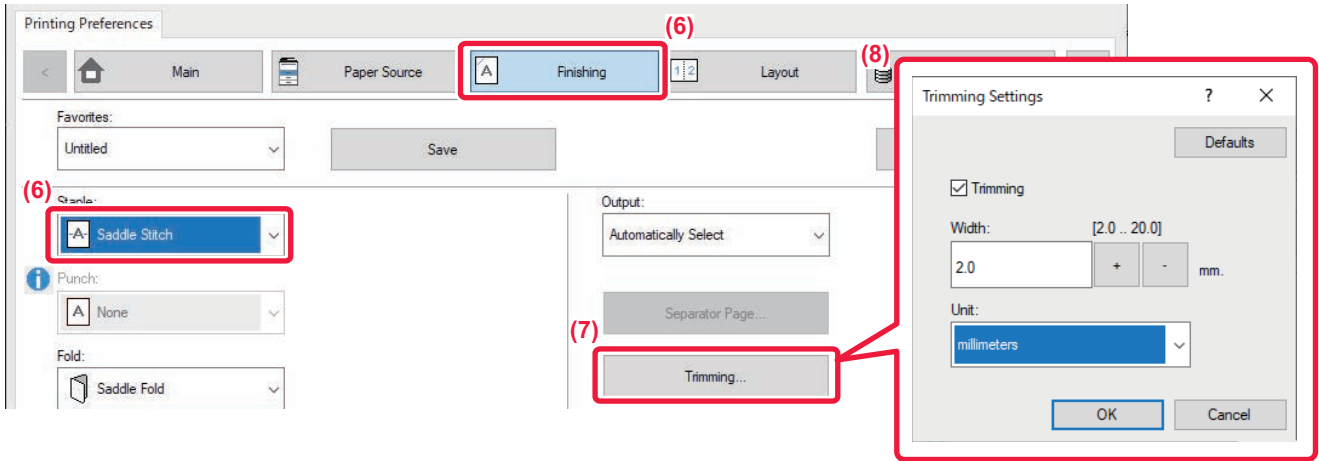 Printing Preferences
(6)
<
Main
Paper Source
A
Finishing
1 2
Layout
(8)
Favorites:
Untitled
Save
(6)
Staple:
-A-
Saddle Stitch
Output:
Automatically Select
i
Punch:
A
None
Separator Page...
(7)
Fold:
Saddle Fold
Trimming...
Trimming Settings
?
Defaults
Trimming
Width:
[2.0 .. 20.0]
2.0
+
-
mm.
Unit:
millimeters
OK
Cancel